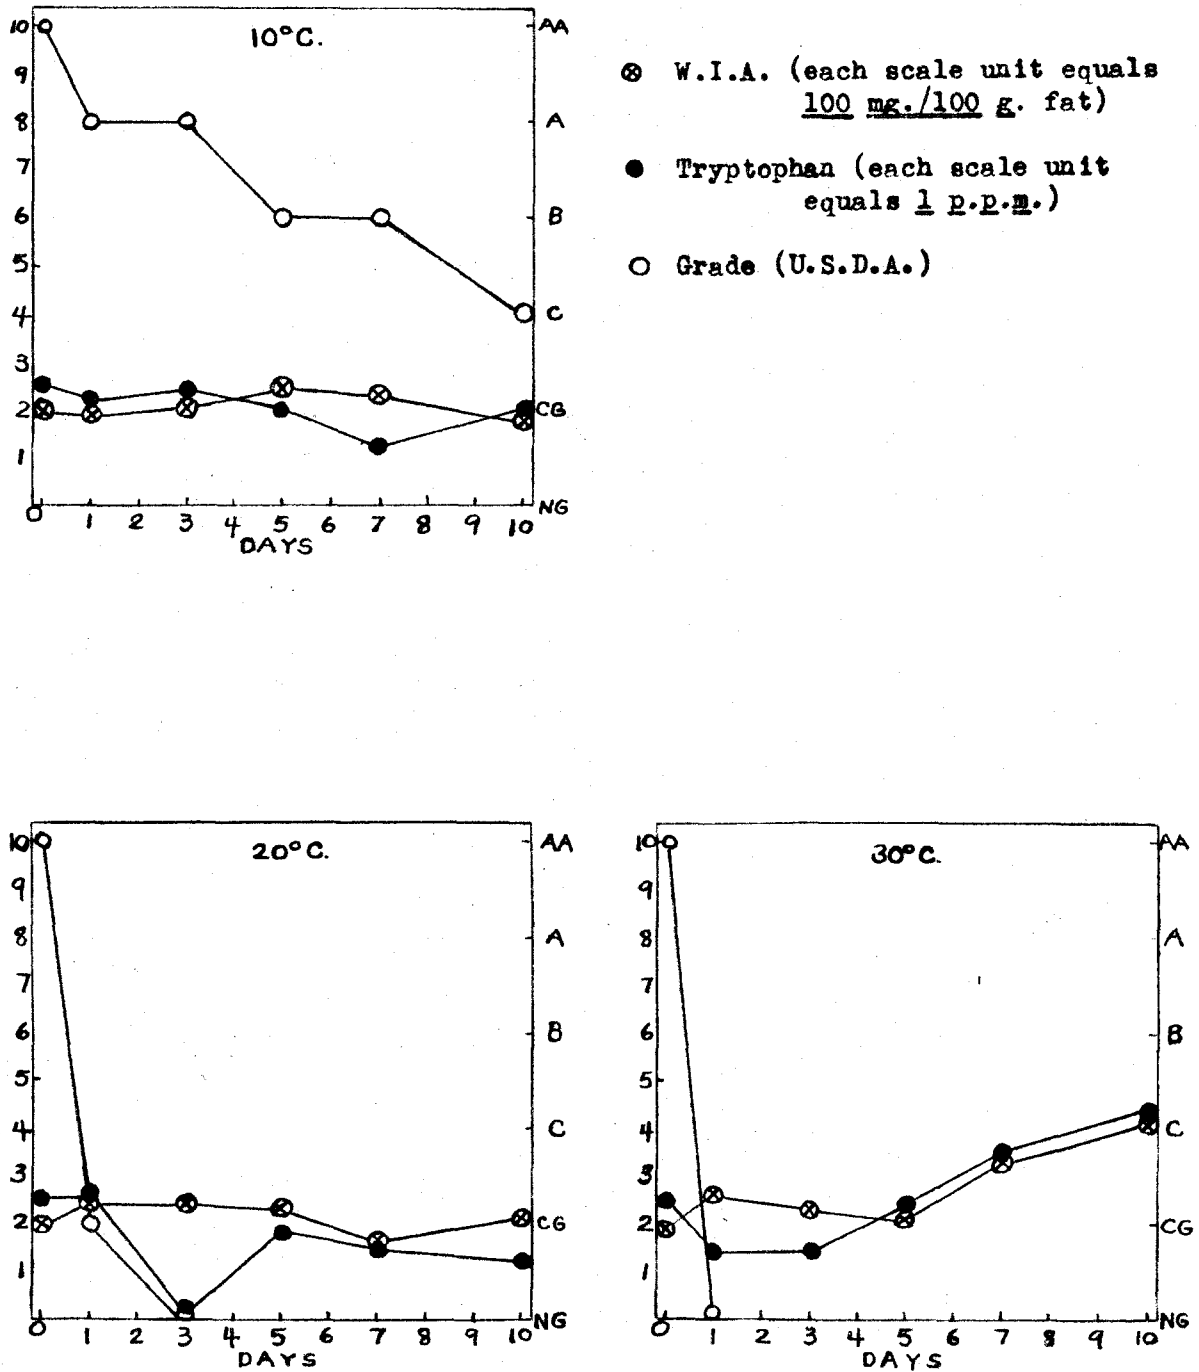 10°C.
10
9
8
7
6
5
4
3
2
1
AA
A
B
C
CG
NG
0 1 2 3 4 5 6 7 8 9 10
DAYS
⊗ W.I.A. (each scale unit equals
100 mg./100 g. fat)
● Tryptophan (each scale unit
equals 1 p.p.m.)
○ Grade (U.S.D.A.)
20°C.
10
9
8
7
6
5
4
3
2
1
AA
A
B
C
CG
NG
0 1 2 3 4 5 6 7 8 9 10
DAYS
30°C.
10
9
8
7
6
5
4
3
2
1
AA
A
B
C
CG
NG
0 1 2 3 4 5 6 7 8 9 10
DAYS